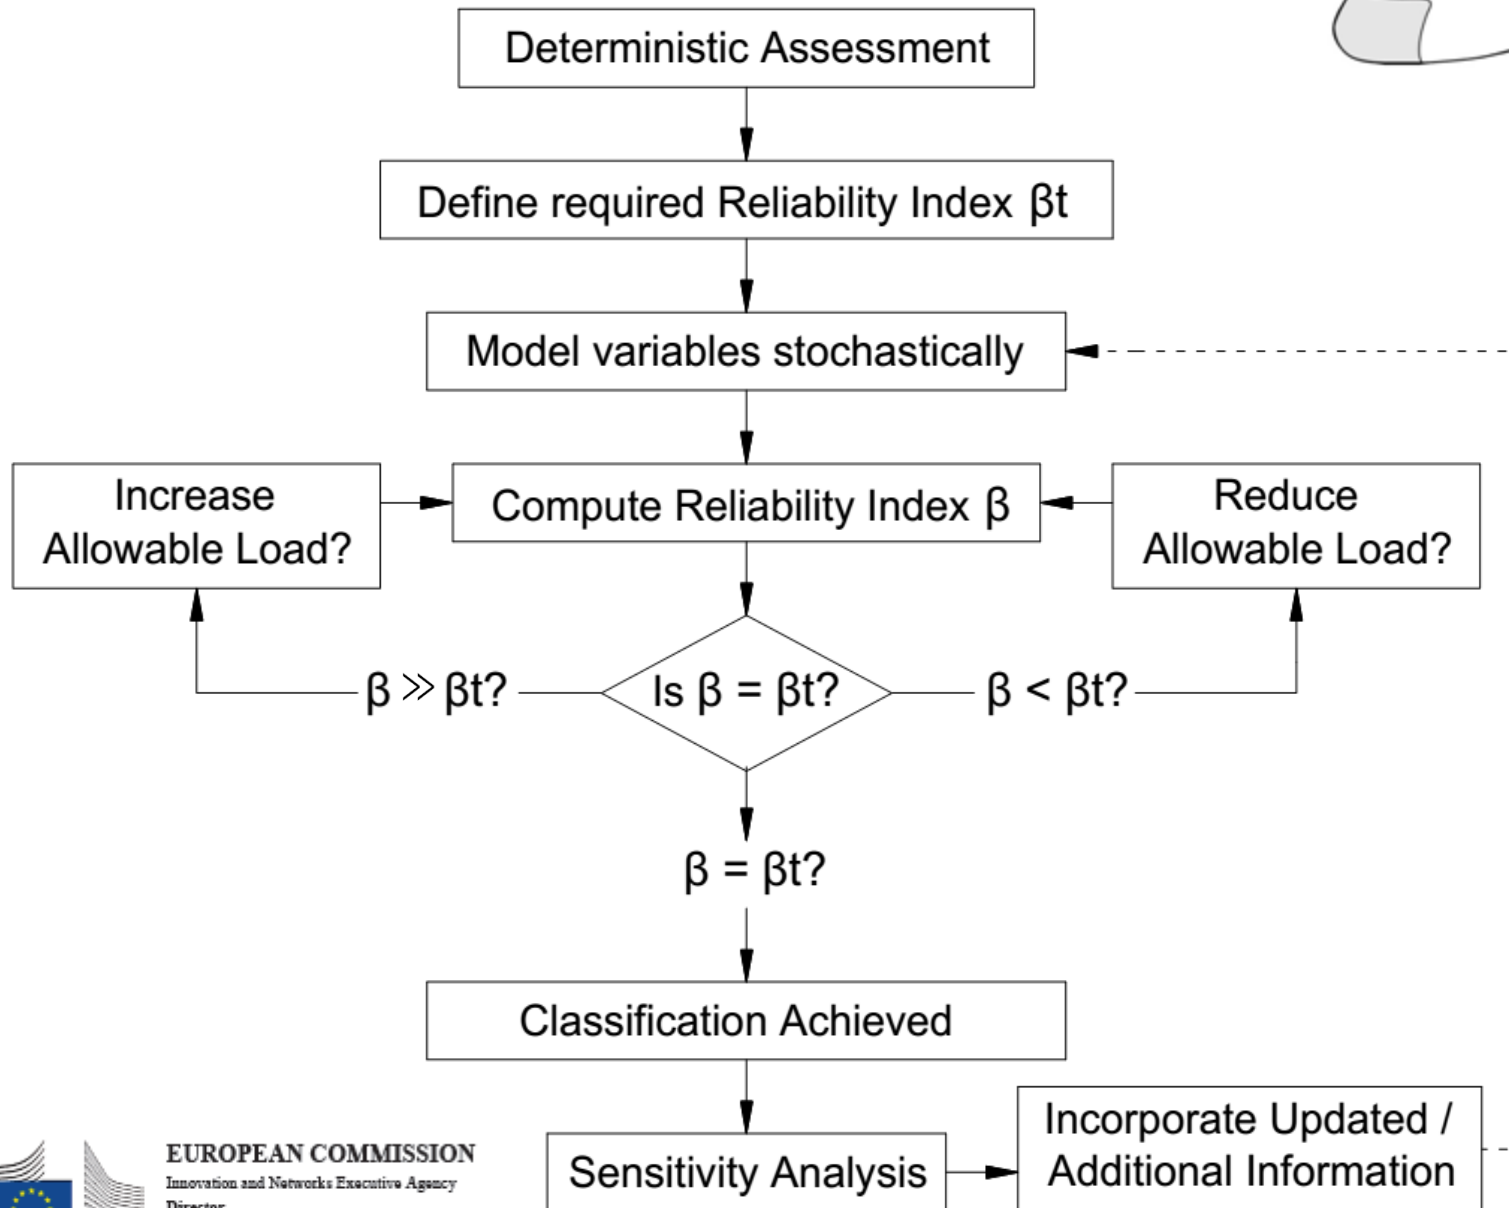 Deterministic Assessment
Define required Reliability Index βt
Model variables stochastically
Increase
Allowable Load?
Compute Reliability Index β
Reduce
Allowable Load?
β ≫ βt?
Is β = βt?
β < βt?
β = βt?
Classification Achieved
Sensitivity Analysis
Incorporate Updated /
Additional Information
EUROPEAN COMMISSION
Innovation and Networks Executive Agency
Director